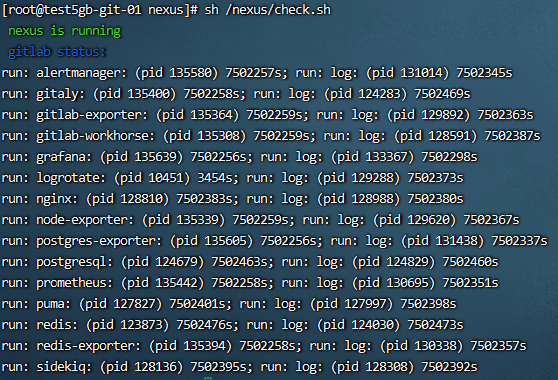 [root@test5gb-git-01 nexus]# sh /nexus/check.sh
nexus is running
gitlab status:
run: alertmanager: (pid 135580) 7502257s; run: log: (pid 131014) 7502345s
run: gitaly: (pid 135400) 7502258s; run: log: (pid 124283) 7502469s
run: gitlab-exporter: (pid 135364) 7502259s; run: log: (pid 129892) 7502363s
run: gitlab-workhorse: (pid 135308) 7502259s; run: log: (pid 128591) 7502387s
run: grafana: (pid 135639) 7502256s; run: log: (pid 133367) 7502298s
run: logrotate: (pid 10451) 3454s; run: log: (pid 129288) 7502373s
run: nginx: (pid 128810) 7502383s; run: log: (pid 128988) 7502380s
run: node-exporter: (pid 135339) 7502259s; run: log: (pid 129620) 7502367s
run: postgres-exporter: (pid 135605) 7502256s; run: log: (pid 131438) 7502337s
run: postgresql: (pid 124679) 7502463s; run: log: (pid 124829) 7502460s
run: prometheus: (pid 135442) 7502258s; run: log: (pid 130695) 7502351s
run: puma: (pid 127827) 7502401s; run: log: (pid 127997) 7502398s
run: redis: (pid 123873) 7502476s; run: log: (pid 124030) 7502473s
run: redis-exporter: (pid 135394) 7502258s; run: log: (pid 130338) 7502357s
run: sidekiq: (pid 128136) 7502395s; run: log: (pid 128308) 7502392s